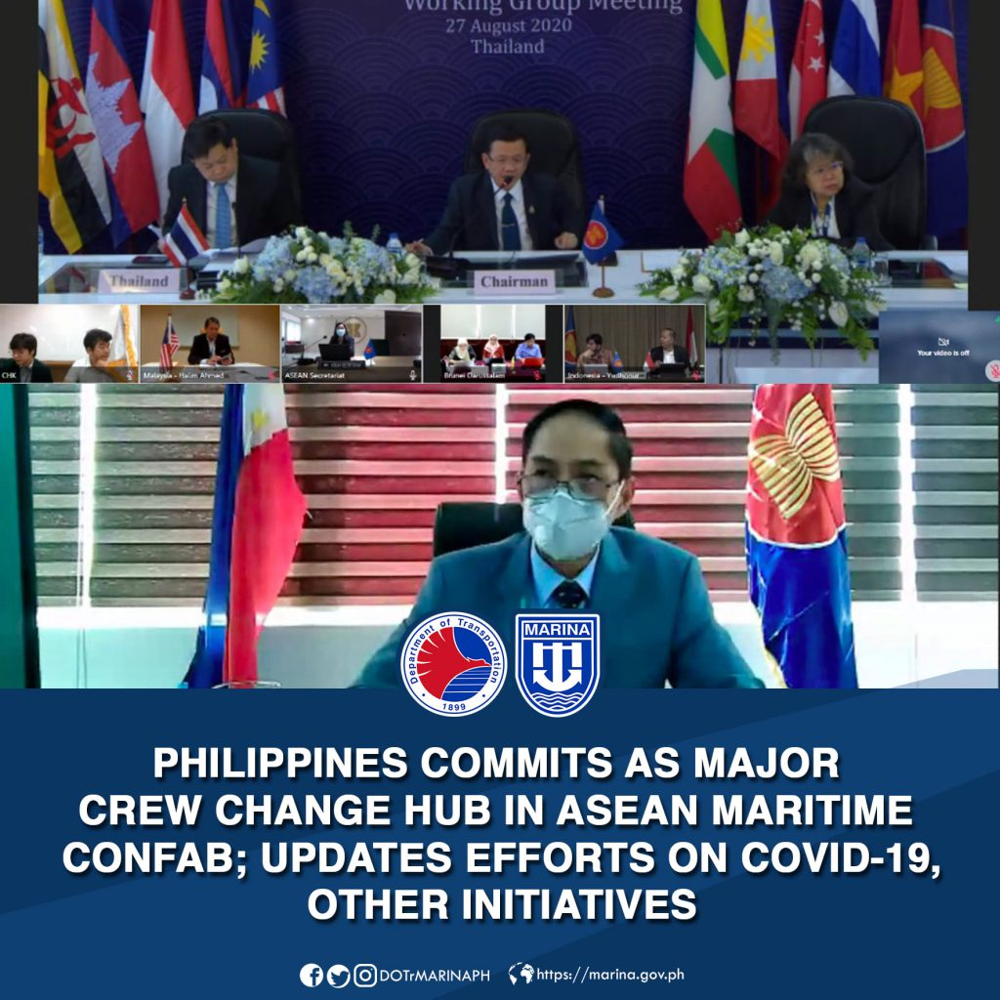 Working Group Meeting
27 August 2020
Thailand
Thailand
Chairman
CHK
Malaysia - Halim Ahmed
ASEAN Secretariat
Brunei Darussalam
Indonesia - Yudhonur
Your video is off
Department of Transportation
1899
MARINA
PHILIPPINES COMMITS AS MAJOR
CREW CHANGE HUB IN ASEAN MARITIME
CONFAB; UPDATES EFFORTS ON COVID-19,
OTHER INITIATIVES
DOTrMARINAPH
https://marina.gov.ph